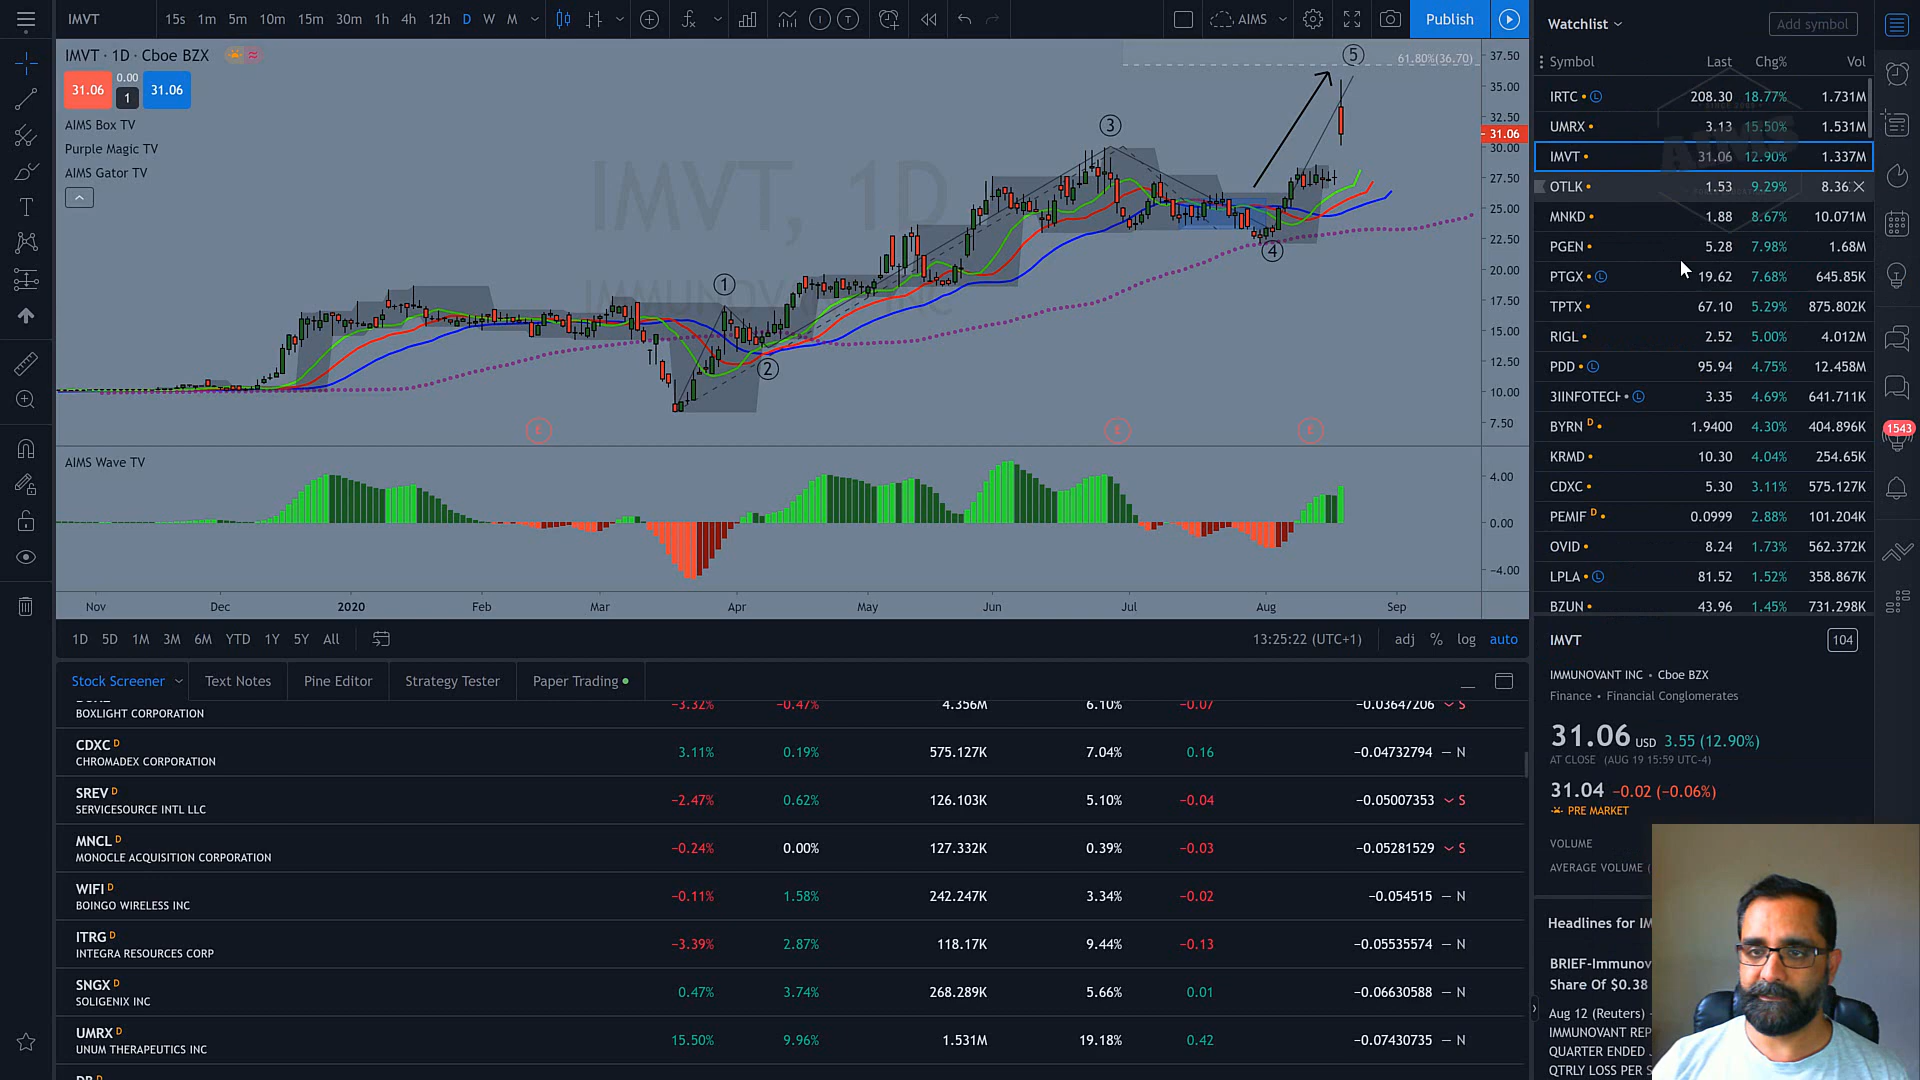 IMVT 15s 1m 5m 10m 15m 30m 1h 4h 12h D W M AIMS Publish
IMVT · 1D · Cboe BZX
31.06 0.00 1 31.06
AIMS Box TV
Purple Magic TV
AIMS Gator TV
IMVT, 1D
1 2 3 4 5
61.80%(36.70)
37.50
35.00
32.50
31.06
30.00
27.50
25.00
22.50
20.00
17.50
15.00
12.50
10.00
7.50
E E E
AIMS Wave TV
4.00
0.00
−4.00
Nov Dec 2020 Feb Mar Apr May Jun Jul Aug Sep
1D 5D 1M 3M 6M YTD 1Y 5Y All 13:25:22 (UTC+1) adj % log auto
Stock Screener Text Notes Pine Editor Strategy Tester Paper Trading
BOXLIGHT CORPORATION −3.32% −0.47% 4.356M 6.10% −0.07 −0.03647206 S
CDXC D 3.11% 0.19% 575.127K 7.04% 0.16 −0.04732794 — N
CHROMADEX CORPORATION
SREV D −2.47% 0.62% 126.103K 5.10% −0.04 −0.05007353 S
SERVICESOURCE INTL LLC
MNCL D −0.24% 0.00% 127.332K 0.39% −0.03 −0.05281529 S
MONOCLE ACQUISITION CORPORATION
WIFI D −0.11% 1.58% 242.247K 3.34% −0.02 −0.054515 — N
BOINGO WIRELESS INC
ITRG D −3.39% 2.87% 118.17K 9.44% −0.13 −0.05535574 — N
INTEGRA RESOURCES CORP
SNGX D 0.47% 3.74% 268.289K 5.66% 0.01 −0.06630588 — N
SOLIGENIX INC
UMRX D 15.50% 9.96% 1.531M 19.18% 0.42 −0.07430735 — N
UNUM THERAPEUTICS INC
Watchlist Add symbol
Symbol Last Chg% Vol
IRTC L 208.30 18.77% 1.731M
UMRX 3.13 15.50% 1.531M
IMVT 31.06 12.90% 1.337M
OTLK 1.53 9.29% 8.36
MNKD 1.88 8.67% 10.071M
PGEN 5.28 7.98% 1.68M
PTGX L 19.62 7.68% 645.85K
TPTX 67.10 5.29% 875.802K
RIGL 2.52 5.00% 4.012M
PDD L 95.94 4.75% 12.458M
3IINFOTECH L 3.35 4.69% 641.711K
BYRN D 1.9400 4.30% 404.896K
KRMD 10.30 4.04% 254.65K
CDXC 5.30 3.11% 575.127K
PEMIF D 0.0999 2.88% 101.204K
OVID 8.24 1.73% 562.372K
LPLA L 81.52 1.52% 358.867K
BZUN 43.96 1.45% 731.298K
1543
IMVT 104
IMMUNOVANT INC • Cboe BZX
Finance • Financial Conglomerates
31.06 USD 3.55 (12.90%)
AT CLOSE (AUG 19 15:59 UTC-4)
31.04 −0.02 (−0.06%)
PRE MARKET
VOLUME
AVERAGE VOLUME (
Headlines for IM
BRIEF-Immunov
Share Of $0.38
Aug 12 (Reuters) -
IMMUNOVANT REP
QUARTER ENDED
QTRLY LOSS PER S